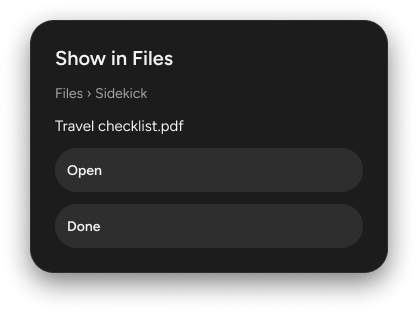 Show in Files
Files › Sidekick
Travel checklist.pdf
Open
Done